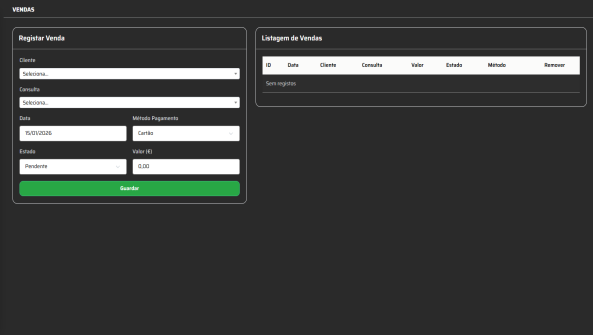 VENDAS
Registar Venda
Cliente
Seleciona..
Consulta
Seleciona..
Data
Método Pagamento
15/01/2026
Cartão
Estado
Valor (€)
Pendente
0,00
Guardar
Listagem de Vendas
ID Data Cliente Consulta Valor Estado Método Remover
Sem registos